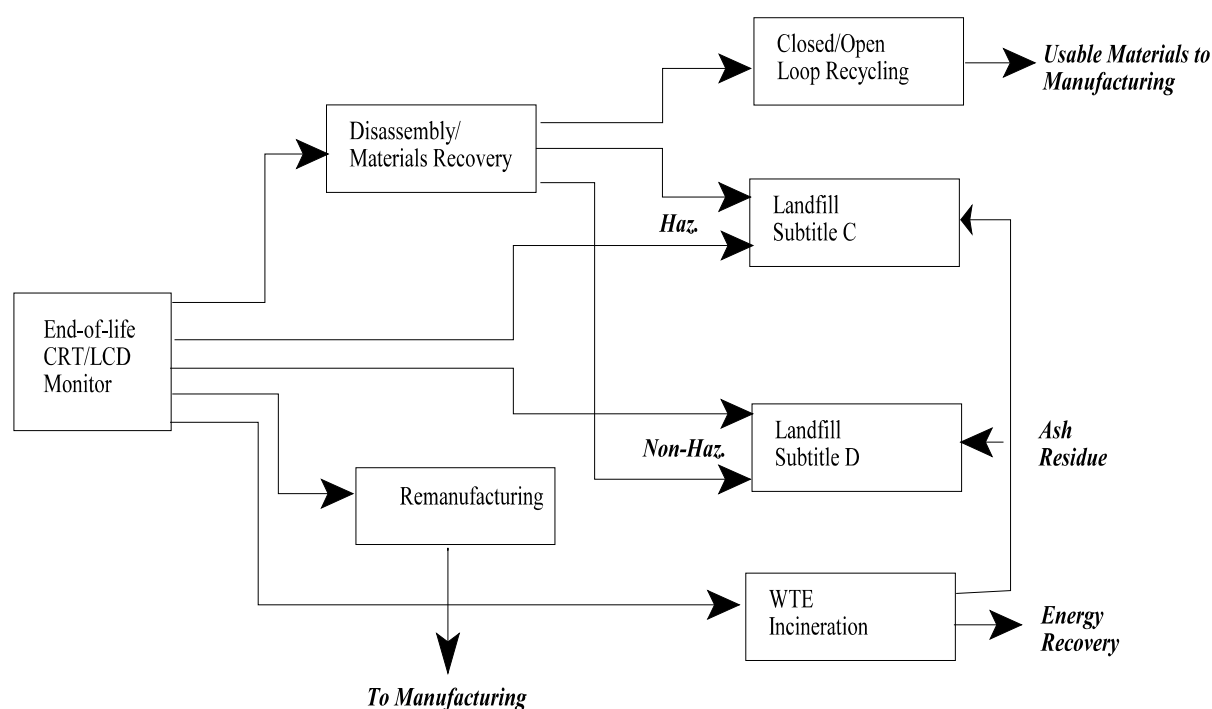 Closed/Open
Loop Recycling
Usable Materials to
Manufacturing
Disassembly/
Materials Recovery
Landfill
Subtitle C
Haz.
End-of-life
CRT/LCD
Monitor
Landfill
Subtitle D
Non-Haz.
Ash
Residue
Remanufacturing
WTE
Incineration
Energy
Recovery
To Manufacturing